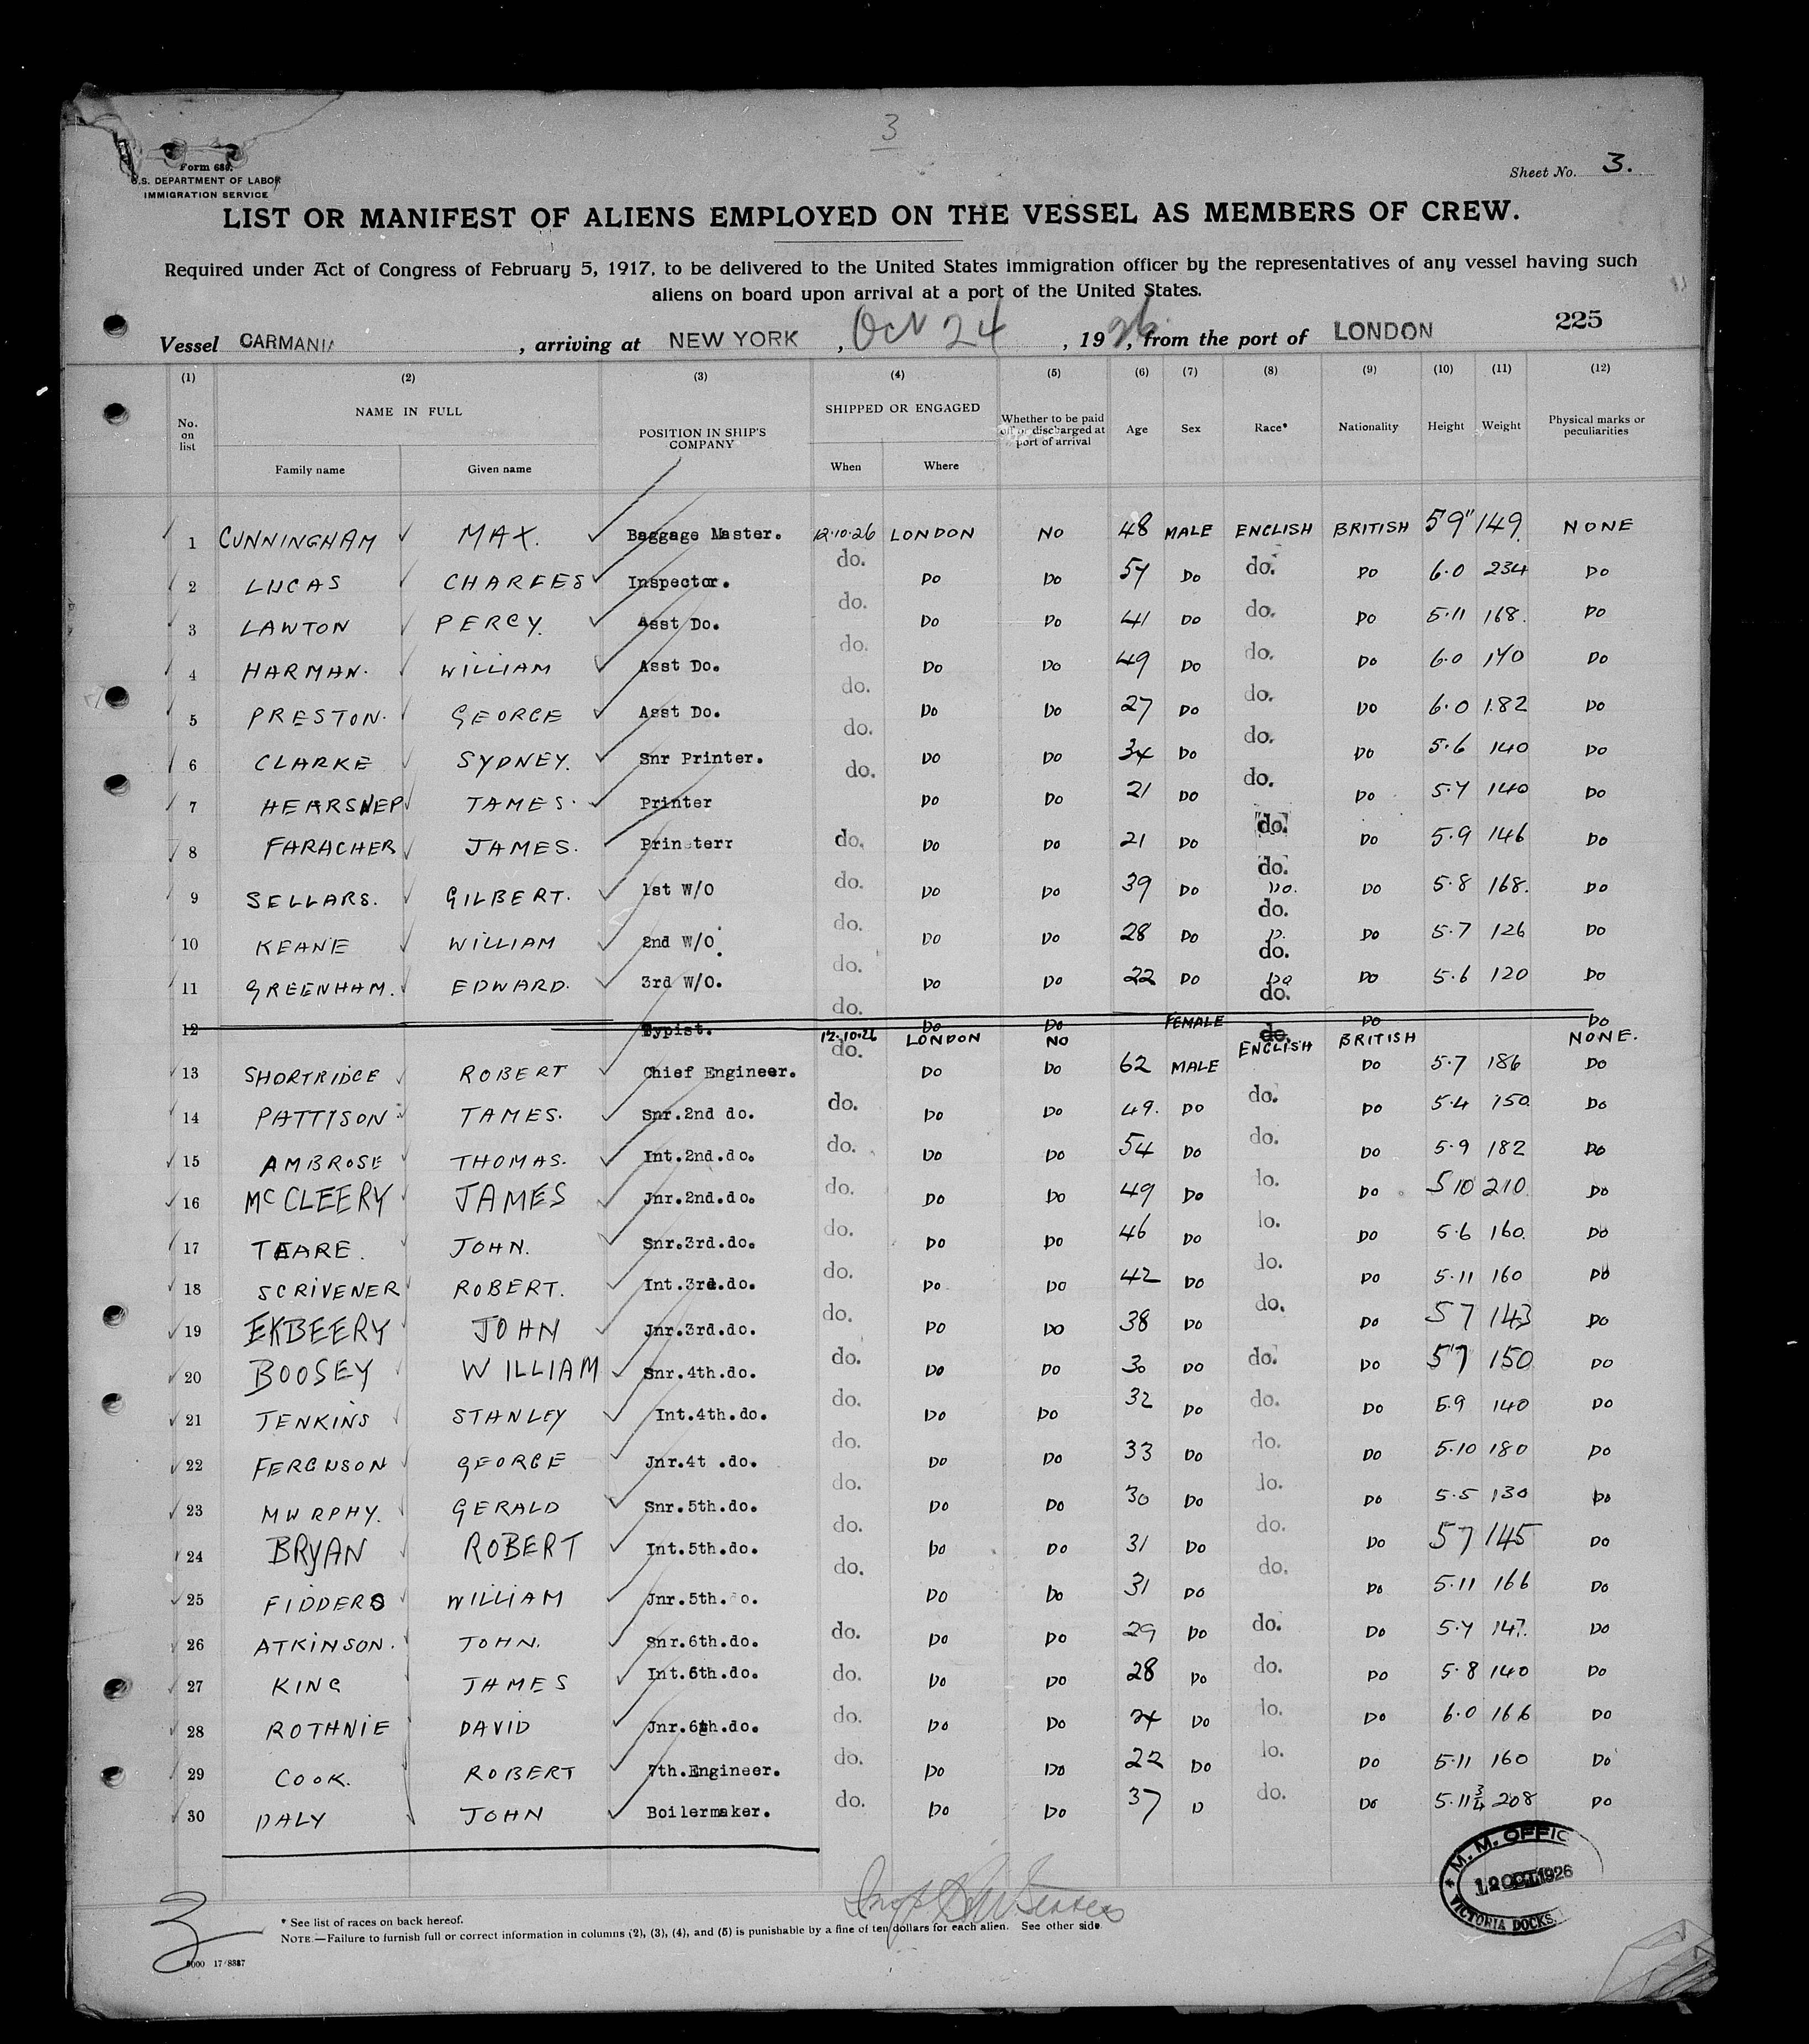 3
Form 689.
U.S. DEPARTMENT OF LABOR
IMMIGRATION SERVICE
Sheet No. 3.
LIST OR MANIFEST OF ALIENS EMPLOYED ON THE VESSEL AS MEMBERS OF CREW.
Required under Act of Congress of February 5, 1917, to be delivered to the United States immigration officer by the representatives of any vessel having such
aliens on board upon arrival at a port of the United States.
225
Vessel CARMANIA, arriving at NEW YORK, Oct 24, 1926, from the port of LONDON
(1) (2) (3) (4) (5) (6) (7) (8) (9) (10) (11) (12)
No. on list NAME IN FULL Family name Given name POSITION IN SHIP'S COMPANY SHIPPED OR ENGAGED When Where Whether to be paid off or discharged at port of arrival Age Sex Race* Nationality Height Weight Physical marks or peculiarities
1 CUNNINGHAM MAX. Baggage Master. 12·10·26 LONDON NO 48 MALE ENGLISH BRITISH 5 9" 149 NONE
2 LUCAS CHARLES Inspector. do. DO DO 57 DO do. DO 6·0 234 DO
3 LAWTON PERCY. Asst Do. do. DO DO 41 DO do. DO 5·11 168. DO
4 HARMAN. WILLIAM Asst Do. do. DO DO 49 DO do. DO 6·0 170 DO
5 PRESTON. GEORGE Asst Do. do. DO DO 27 DO do. DO 6·0 182 DO
6 CLARKE SYDNEY. Snr Printer. do. DO DO 34 DO do. DO 5·6 140 DO
7 JAMES. Printer do. DO DO 21 DO do. DO 5·7 140 DO
8 FARACHER JAMES. Prin terr do. DO DO 21 DO do. DO 5·9 146 DO
9 SELLARS. GILBERT. 1st W/O do. DO DO 39 DO do. DO. DO 5·8 168. DO
10 KEANE WILLIAM 2nd W/O. do. DO DO 28 DO do. DO 5·7 126 DO
11 GREENHAM. EDWARD. 3rd W/O. do. DO DO 22 DO do. DO DO 5·6 120 DO
12 Typist. do. DO DO FEMALE do. DO DO
12·10·26 LONDON NO ENGLISH BRITISH NONE.
13 SHORTRIDGE ROBERT Chief Engineer. do. DO DO 62 MALE DO 5·7 186 DO
14 PATTISON JAMES. Snr.2nd do. do. DO DO 49. DO do. DO 5·4 150 DO
15 AMBROSE THOMAS. Int.2nd.do. do. DO DO 54 DO do. DO 5·9 182 DO
16 McCLEERY JAMES Jnr.2nd.do. do. DO DO 49 DO do. DO 5 10 210 DO
17 TEARE. JOHN. Snr.3rd.do. do. DO DO 46 DO do. DO 5·6 160. DO
18 SCRIVENER ROBERT. Int.3rd.do. do. DO DO 42 DO do. DO 5·11 160 DO
19 EKBEERY JOHN Jnr.3rd.do. do. DO DO 38 DO do. DO 5 7 143 DO
20 BOOSEY WILLIAM Snr.4th.do. do. DO DO 30 DO do. DO 5'7 150 DO
21 JENKINS STANLEY Int.4th.do. do. DO DO 32 DO do. DO 5.9 140 DO
22 FERGUSON GEORGE Jnr.4t .do. do. DO DO 33 DO do. DO 5·10 180 DO
23 MURPHY. GERALD Snr.5th.do. do. DO DO 30 DO do. DO 5·5 130 DO
24 BRYAN ROBERT Int.5th.do. do. DO DO 31 DO do. DO 5 7 145 DO
25 FIDDERS WILLIAM Jnr.5th. o. do. DO DO 31 DO do. DO 5·11 166 DO
26 ATKINSON. JOHN. Snr.6th.do. do. DO DO 29 DO do. DO 5·7 147. DO
27 KING JAMES Int.6th.do. do. DO DO 28 DO do. DO 5·8 140 DO
28 ROTHNIE DAVID Jnr.6th.do. do. DO DO 24 DO do. DO 6.0 166 DO
29 COOK. ROBERT 7th.Engineer. do. DO DO 22 DO do. DO 5·11 160 DO
30 DALY JOHN Boilermaker. do. DO DO 37 D do. DO 5.11 3/4 208 DO
M. M. OFFIC
12 OCT 1926
VICTORIA DOCKS.
3
* See list of races on back hereof.
NOTE.—Failure to furnish full or correct information in columns (2), (3), (4), and (5) is punishable by a fine of ten dollars for each alien. See other side.